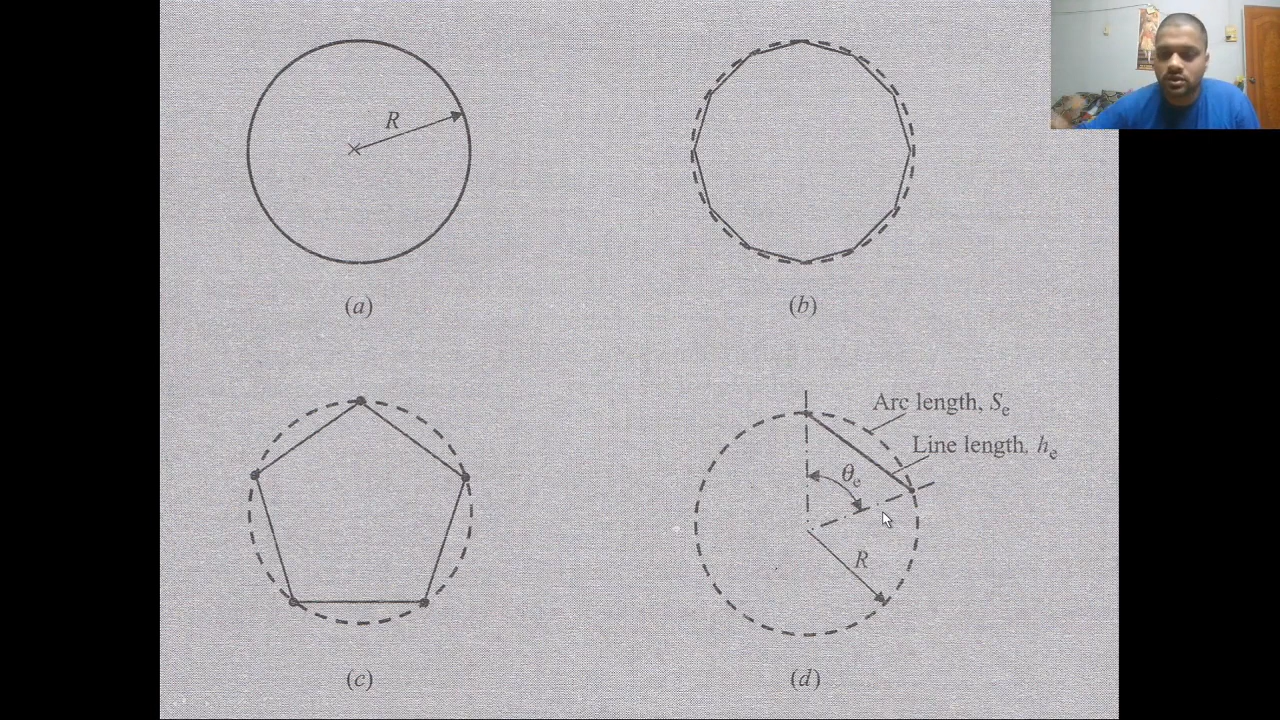 R
(a)
(b)
Arc length, Sₑ
Line length, hₑ
θₑ
R
(c)
(d)